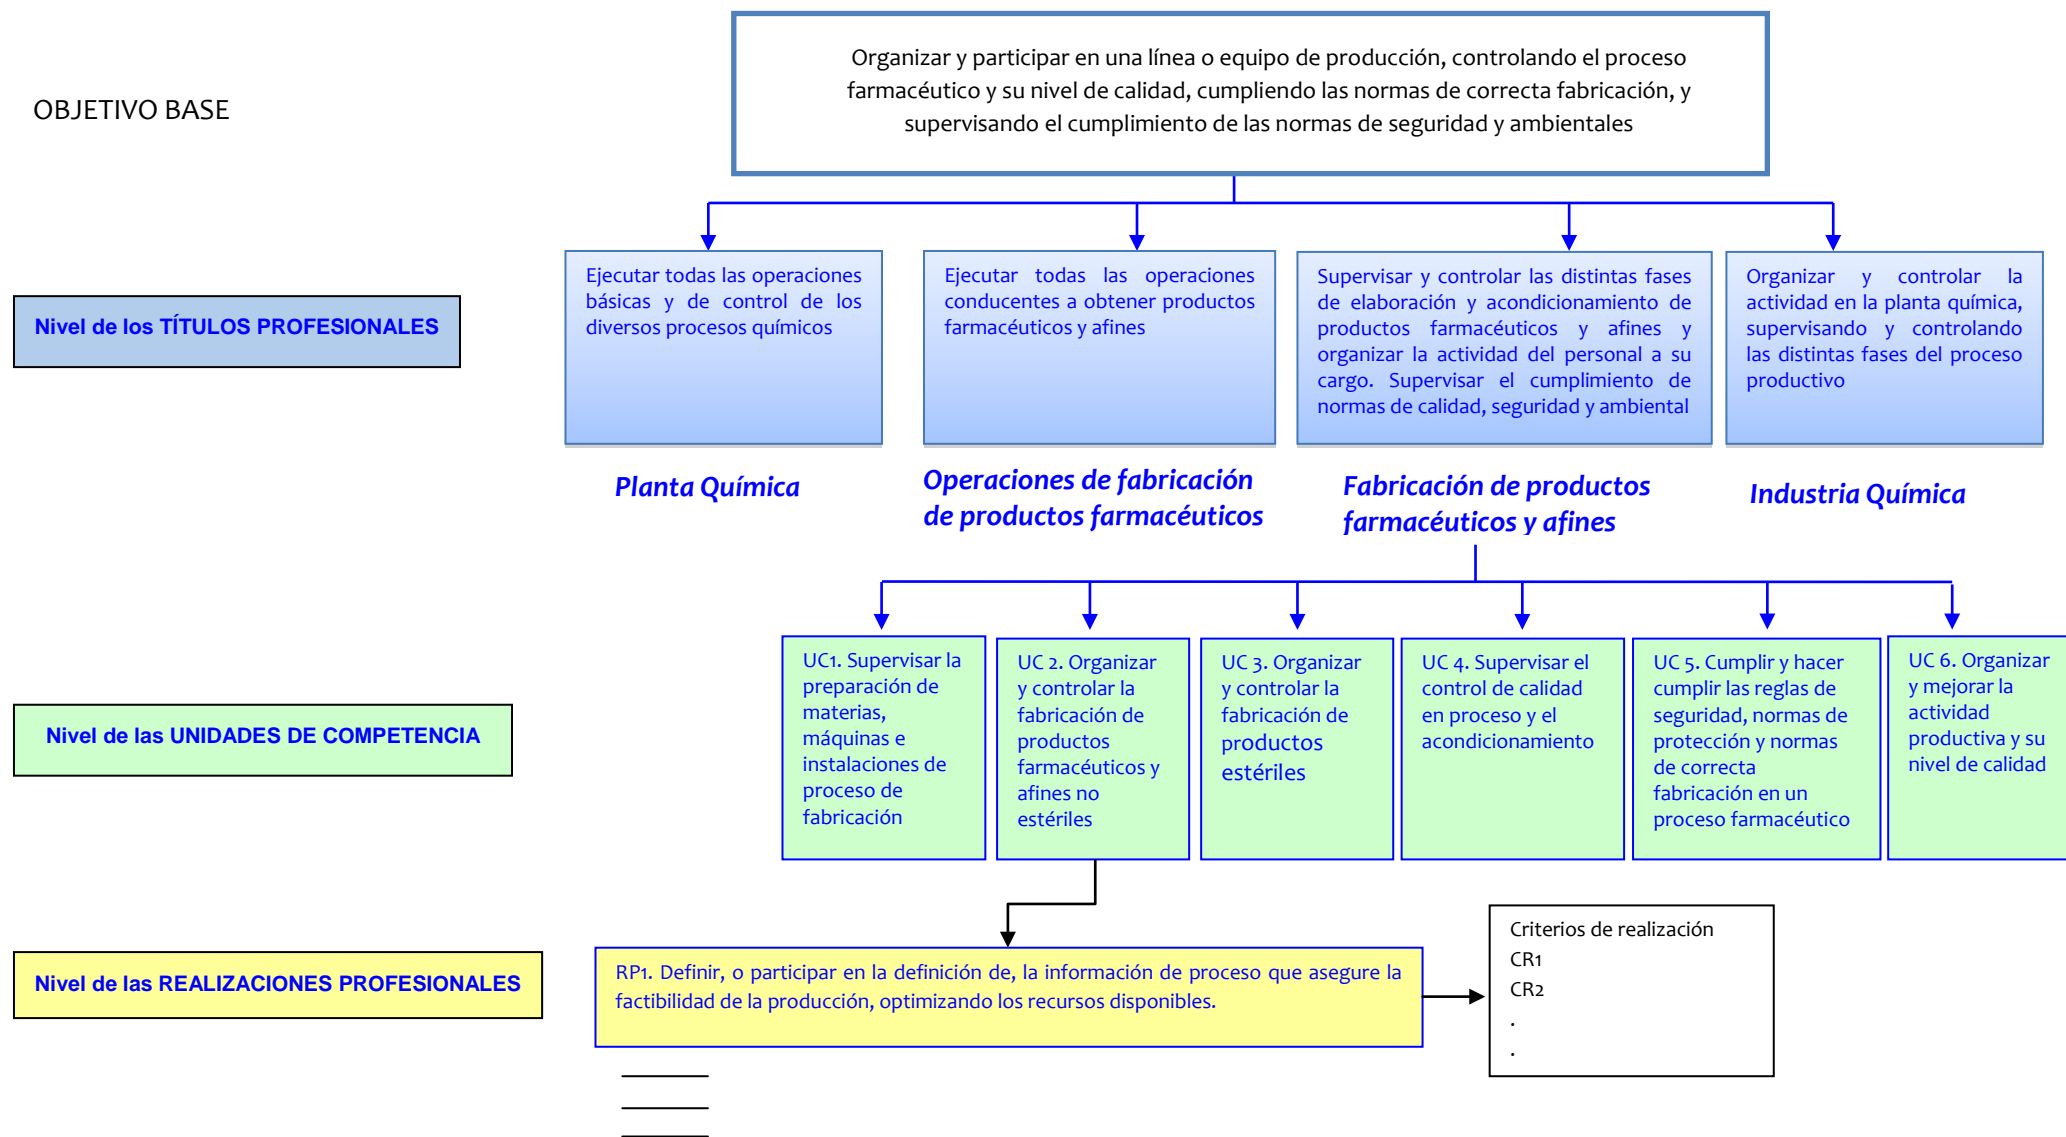 Organizar y participar en una línea o equipo de producción, controlando el proceso
farmacéutico y su nivel de calidad, cumpliendo las normas de correcta fabricación, y
supervisando el cumplimiento de las normas de seguridad y ambientales
OBJETIVO BASE
Nivel de los TÍTULOS PROFESIONALES
Ejecutar todas las operaciones
básicas y de control de los
diversos procesos químicos
Ejecutar todas las operaciones
conducentes a obtener productos
farmacéuticos y afines
Supervisar y controlar las distintas fases
de elaboración y acondicionamiento de
productos farmacéuticos y afines y
organizar la actividad del personal a su
cargo. Supervisar el cumplimiento de
normas de calidad, seguridad y ambiental
Organizar y controlar la
actividad en la planta química,
supervisando y controlando
las distintas fases del proceso
productivo
Planta Química
Operaciones de fabricación
de productos farmacéuticos
Fabricación de productos
farmacéuticos y afines
Industria Química
Nivel de las UNIDADES DE COMPETENCIA
UC1. Supervisar la
preparación de
materias,
máquinas e
instalaciones de
proceso de
fabricación
UC 2. Organizar
y controlar la
fabricación de
productos
farmacéuticos y
afines no
estériles
UC 3. Organizar
y controlar la
fabricación de
productos
estériles
UC 4. Supervisar el
control de calidad
en proceso y el
acondicionamiento
UC 5. Cumplir y hacer
cumplir las reglas de
seguridad, normas de
protección y normas
de correcta
fabricación en un
proceso farmacéutico
UC 6. Organizar
y mejorar la
actividad
productiva y su
nivel de calidad
Nivel de las REALIZACIONES PROFESIONALES
RP1. Definir, o participar en la definición de, la información de proceso que asegure la
factibilidad de la producción, optimizando los recursos disponibles.
Criterios de realización
CR1
CR2
.
.